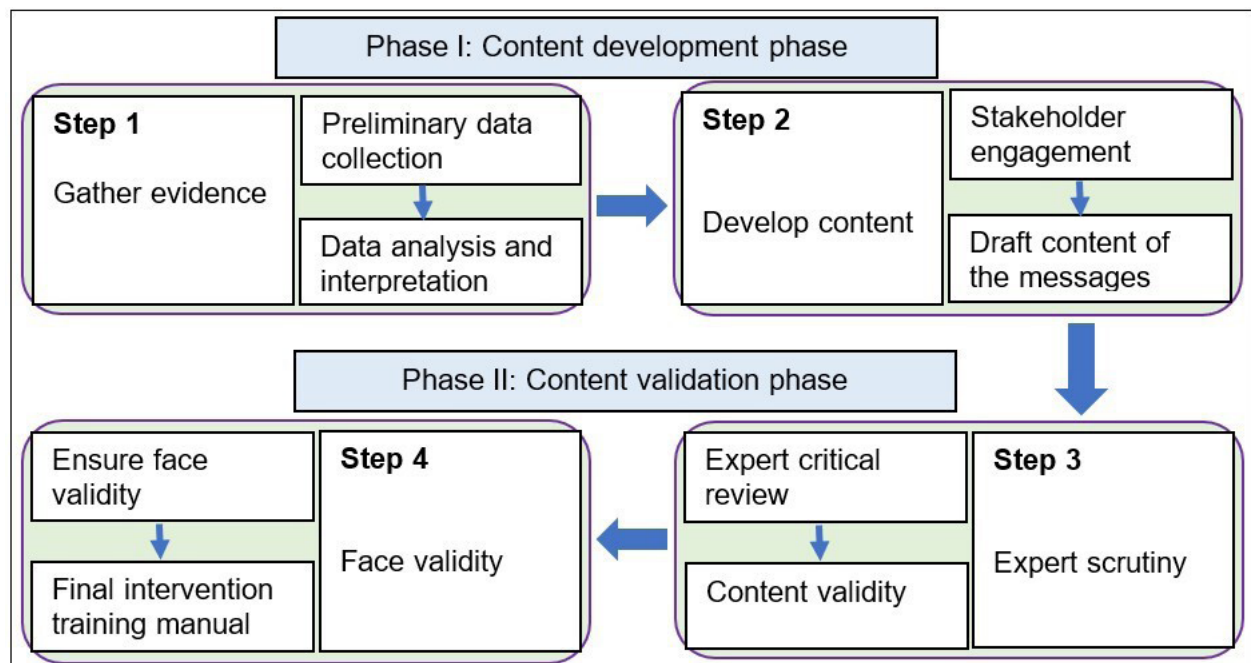 Phase I: Content development phase
Step 1
Gather evidence
Preliminary data
collection
Data analysis and
interpretation
Step 2
Develop content
Stakeholder
engagement
Draft content of
the messages
Phase II: Content validation phase
Expert critical
review
Content validity
Step 3
Expert scrutiny
Ensure face
validity
Final intervention
training manual
Step 4
Face validity